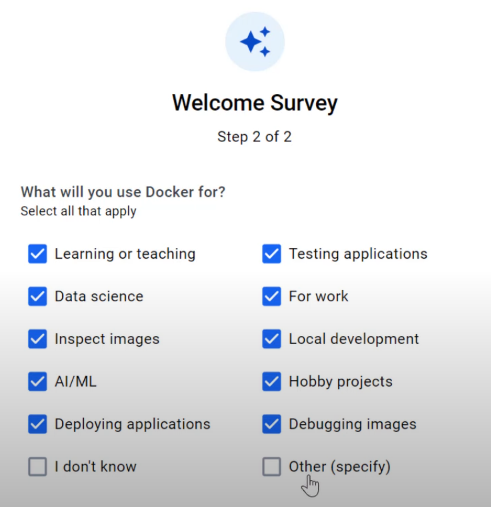 Welcome Survey
Step 2 of 2
What will you use Docker for?
Select all that apply
Learning or teaching
Testing applications
Data science
For work
Inspect images
Local development
AI/ML
Hobby projects
Deploying applications
Debugging images
I don't know
Other (specify)